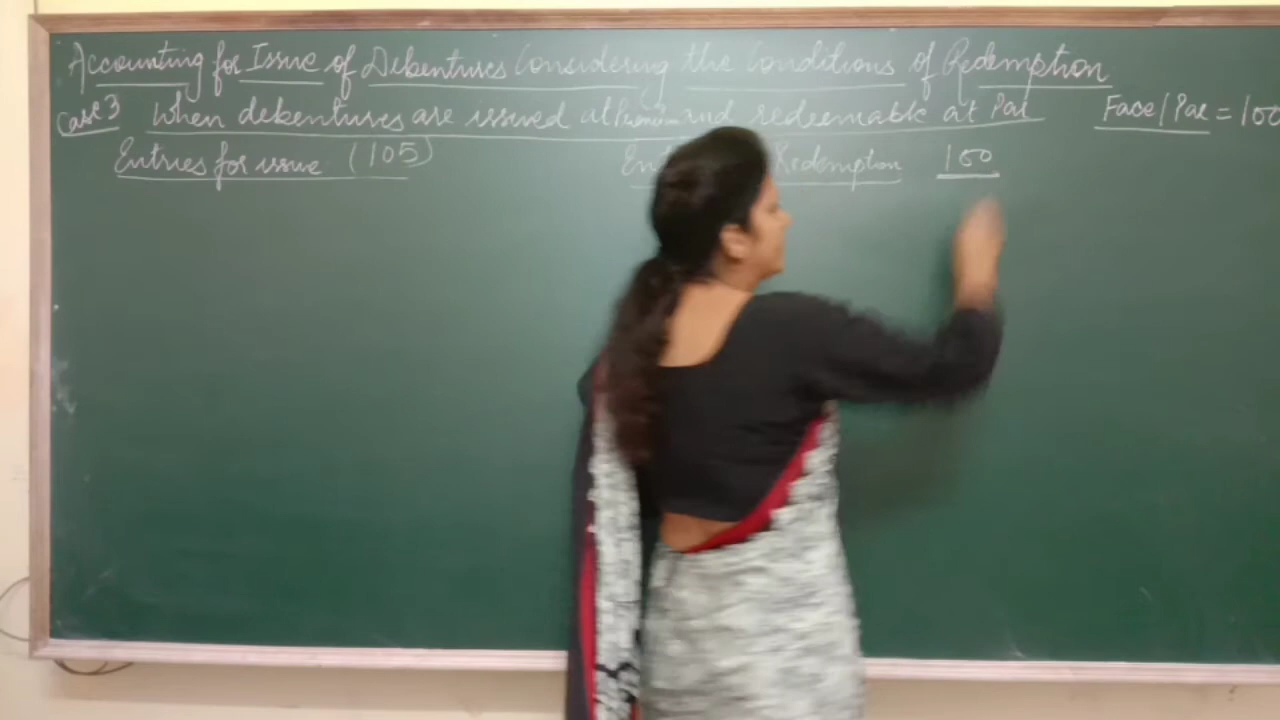 Accounting for Issue of Debentures Considering the Conditions of Redemption
Case 3 When debentures are issued at Premium and redeemable at Par Face/Par = 100
Entries for issue (105) Redemption 100